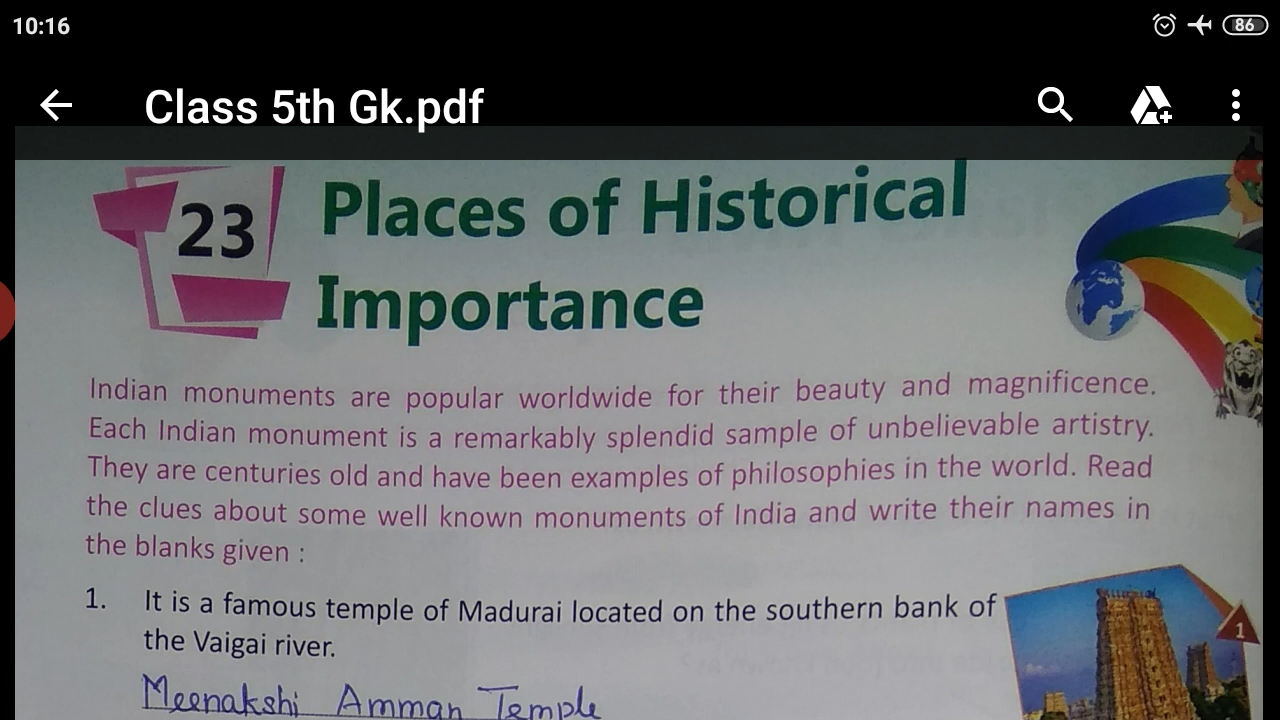 10:16
86
Class 5th Gk.pdf
23
Places of Historical
Importance
Indian monuments are popular worldwide for their beauty and magnificence.
Each Indian monument is a remarkably splendid sample of unbelievable artistry.
They are centuries old and have been examples of philosophies in the world. Read
the clues about some well known monuments of India and write their names in
the blanks given :
1. It is a famous temple of Madurai located on the southern bank of
the Vaigai river.
1
Meenakshi Amman Temple